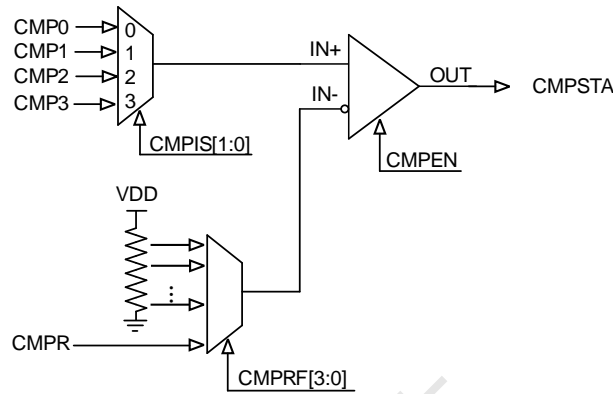 CMP0
CMP1
CMP2
CMP3
0
1
2
3
CMPIS[1:0]
IN+
IN-
OUT
CMPSTA
CMPEN
VDD
CMPR
CMPRF[3:0]